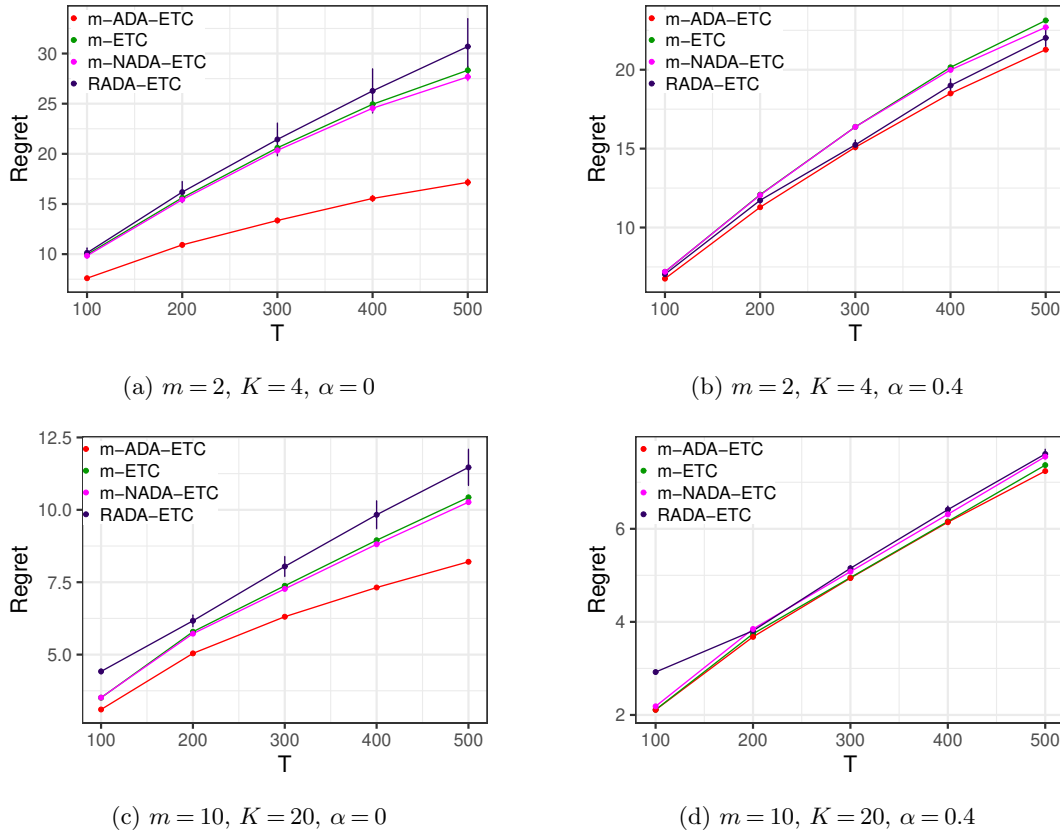 m−ADA−ETC
m−ETC
m−NADA−ETC
RADA−ETC
30
25
20
15
10
Regret
100 200 300 400 500
T
(a) m = 2, K = 4, α = 0
m−ADA−ETC
m−ETC
m−NADA−ETC
RADA−ETC
20
15
10
Regret
100 200 300 400 500
T
(b) m = 2, K = 4, α = 0.4
m−ADA−ETC
m−ETC
m−NADA−ETC
RADA−ETC
12.5
10.0
7.5
5.0
Regret
100 200 300 400 500
T
(c) m = 10, K = 20, α = 0
m−ADA−ETC
m−ETC
m−NADA−ETC
RADA−ETC
6
4
2
Regret
100 200 300 400 500
T
(d) m = 10, K = 20, α = 0.4